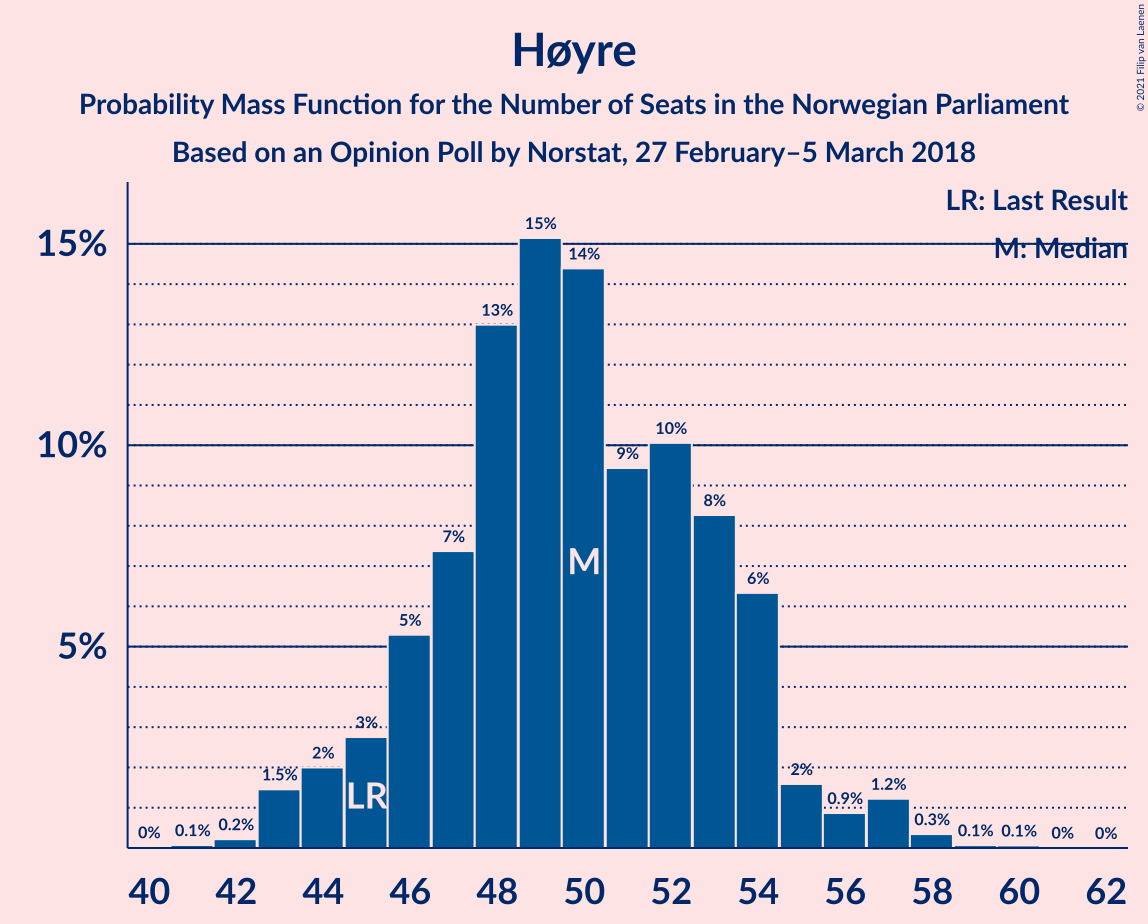 Høyre
Probability Mass Function for the Number of Seats in the Norwegian Parliament
Based on an Opinion Poll by Norstat, 27 February–5 March 2018
© 2021 Filip van Laenen
LR: Last Result
M: Median
15%
10%
5%
0%
0.1%
0.2%
1.5%
2%
3%
5%
7%
13%
15%
14%
9%
10%
8%
6%
2%
0.9%
1.2%
0.3%
0.1%
0.1%
0%
0%
LR
M
40 42 44 46 48 50 52 54 56 58 60 62